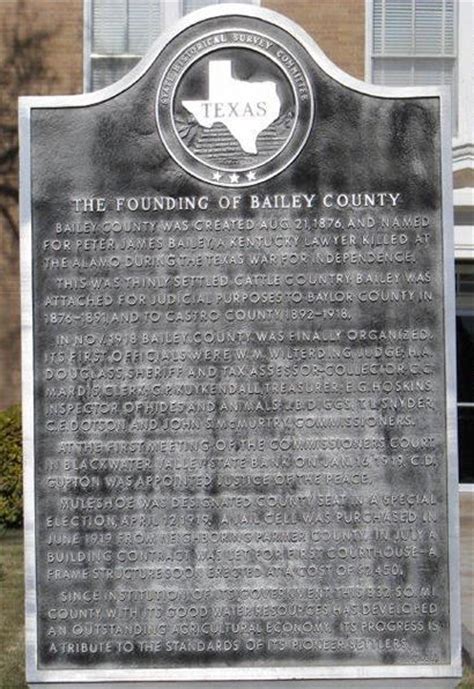 STATE HISTORICAL SURVEY COMMITTEE
TEXAS
THE FOUNDING OF BAILEY COUNTY
BAILEY COUNTY WAS CREATED AUG. 21, 1876, AND NAMED
FOR PETER JAMES BAILEY, A KENTUCKY LAWYER KILLED AT
THE ALAMO DURING THE TEXAS WAR FOR INDEPENDENCE.
THIS WAS THINLY SETTLED CATTLE COUNTRY. BAILEY WAS
ATTACHED FOR JUDICIAL PURPOSES TO BAYLOR COUNTY IN
1876-1891, AND TO CASTRO COUNTY 1892-1918.
IN NOV. 1918 BAILEY COUNTY WAS FINALLY ORGANIZED.
ITS FIRST OFFICIALS WERE W.M. WILTERDING, JUDGE; H.A.
DOUGLASS, SHERIFF AND TAX ASSESSOR-COLLECTOR; C.C.
MARDIS, CLERK; G.P. KUYKENDALL, TREASURER; E.G. HOSKINS,
INSPECTOR OF HIDES AND ANIMALS; J.B. DIGGS, T.L. SNYDER,
C.E. DOTSON AND JOHN S. MCMURTRY, COMMISSIONERS.
AT THE FIRST MEETING OF THE COMMISSIONERS COURT
IN BLACKWATER VALLEY STATE BANK ON JAN. 16, 1919, C.D.
GUPTON WAS APPOINTED JUSTICE OF THE PEACE.
MULESHOE WAS DESIGNATED COUNTY SEAT IN A SPECIAL
ELECTION, APRIL 12, 1919. A JAIL CELL WAS PURCHASED IN
JUNE 1919 FROM NEIGHBORING PARMER COUNTY. IN JULY A
BUILDING CONTRACT WAS LET FOR FIRST COURTHOUSE-A
FRAME STRUCTURE SOON ERECTED AT A COST OF $2,450.
SINCE INSTITUTION OF ITS GOVERNMENT THIS 832 SQ. MI.
COUNTY WITH ITS GOOD WATER RESOURCES HAS DEVELOPED
AN OUTSTANDING AGRICULTURAL ECONOMY. ITS PROGRESS IS
A TRIBUTE TO THE STANDARDS OF ITS PIONEER SETTLERS.